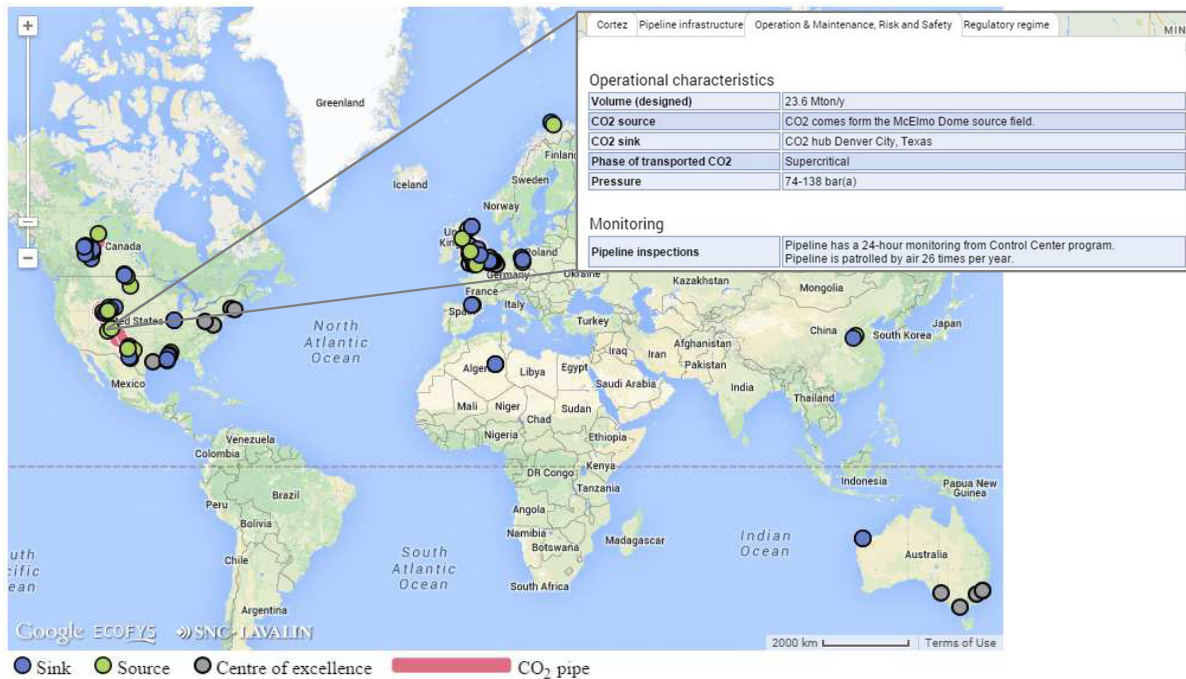 Cortez
Pipeline infrastructure
Operation & Maintenance, Risk and Safety
Regulatory regime
Operational characteristics
Volume (designed) 23.6 Mton/y
CO2 source CO2 comes form the McElmo Dome source field.
CO2 sink CO2 hub Denver City, Texas
Phase of transported CO2 Supercritical
Pressure 74-138 bar(a)
Monitoring
Pipeline inspections Pipeline has a 24-hour monitoring from Control Center program.
Pipeline is patrolled by air 26 times per year.
Greenland
Iceland
Finland
Sweden
Norway
Canada
Poland
Germany
Ukraine
France
Kazakhstan
Mongolia
Italy
Spain
North
Atlantic
Ocean
Turkey
China
South Korea
Japan
Afghanistan
Iraq
Iran
Pakistan
Mexico
Libya
Egypt
Saudi Arabia
India
Mali
Niger
Chad
Sudan
Thailand
Nigeria
Ethiopia
Venezuela
Colombia
Kenya
DR Congo
Indonesia
Papua New
Guinea
Tanzania
Brazil
Peru
Angola
Bolivia
Namibia
Botswana
Madagascar
Indian
Ocean
Australia
Chile
South
Atlantic
Ocean
South Africa
Argentina
Google ECOFYS SNC·LAVALIN
2000 km
Terms of Use
Sink Source Centre of excellence CO2 pipe